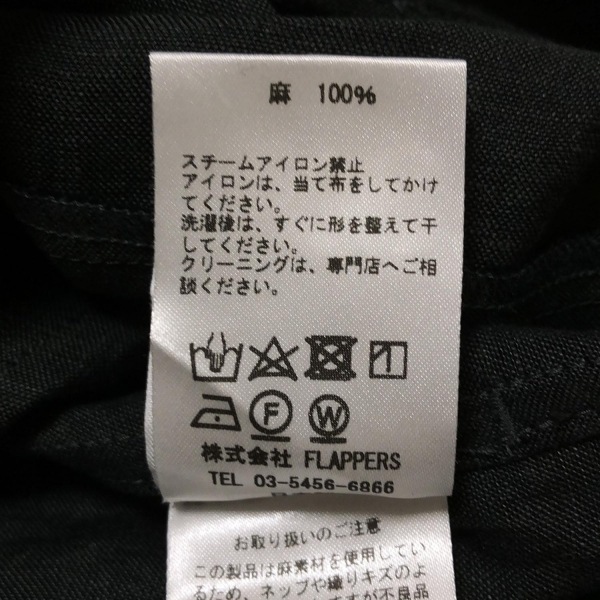 麻 100%
スチームアイロン禁止
アイロンは、当て布をしてかけ
てください。
洗濯後は、すぐに形を整えて干
してください。
クリーニングは、専門店へご相
談ください。
F W
株式会社 FLAPPERS
TEL 03-5456-6866
お取り扱いのご注意
この製品は麻素材を使用してい
るため、ネップや織りキズのよ